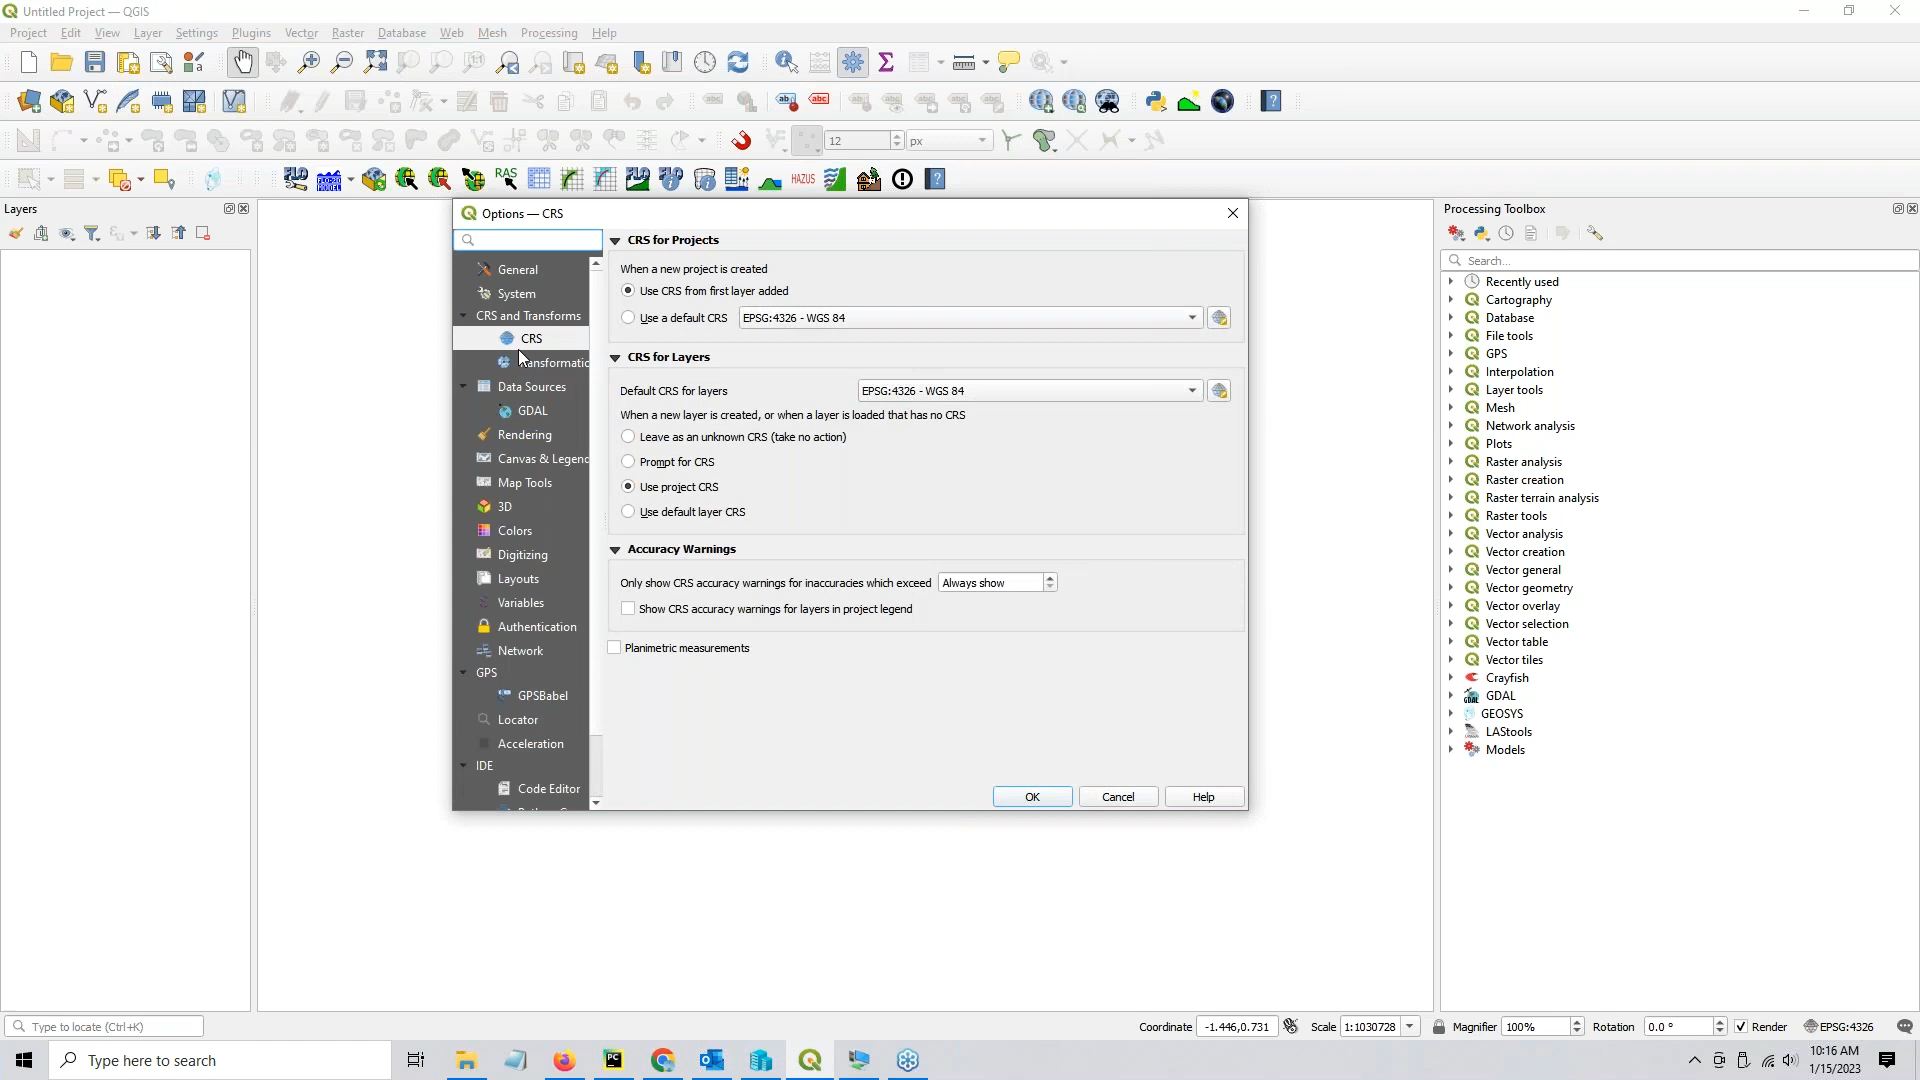 Untitled Project — QGIS
Project Edit View Layer Settings Plugins Vector Raster Database Web Mesh Processing Help
abc abc
12 px
RAS HAZUS
Layers
Options — CRS
Processing Toolbox
Search...
Recently used
Cartography
Database
File tools
GPS
Interpolation
Layer tools
Mesh
Network analysis
Plots
Raster analysis
Raster creation
Raster terrain analysis
Raster tools
Vector analysis
Vector creation
Vector general
Vector geometry
Vector overlay
Vector selection
Vector table
Vector tiles
Crayfish
GDAL
GEOSYS
LAStools
Models
General
System
CRS and Transforms
CRS
Data Sources
GDAL
Rendering
Canvas & Legend
Map Tools
3D
Colors
Digitizing
Layouts
Variables
Authentication
Network
GPS
GPSBabel
Locator
Acceleration
IDE
Code Editor
CRS for Projects
When a new project is created
Use CRS from first layer added
Use a default CRS EPSG:4326 - WGS 84
CRS for Layers
Default CRS for layers EPSG:4326 - WGS 84
When a new layer is created, or when a layer is loaded that has no CRS
Leave as an unknown CRS (take no action)
Prompt for CRS
Use project CRS
Use default layer CRS
Accuracy Warnings
Only show CRS accuracy warnings for inaccuracies which exceed Always show
Show CRS accuracy warnings for layers in project legend
Planimetric measurements
OK Cancel Help
Type to locate (Ctrl+K) Coordinate -1.446,0.731 Scale 1:1030728 Magnifier 100% Rotation 0.0 ° Render EPSG:4326
Type here to search
10:16 AM
1/15/2023